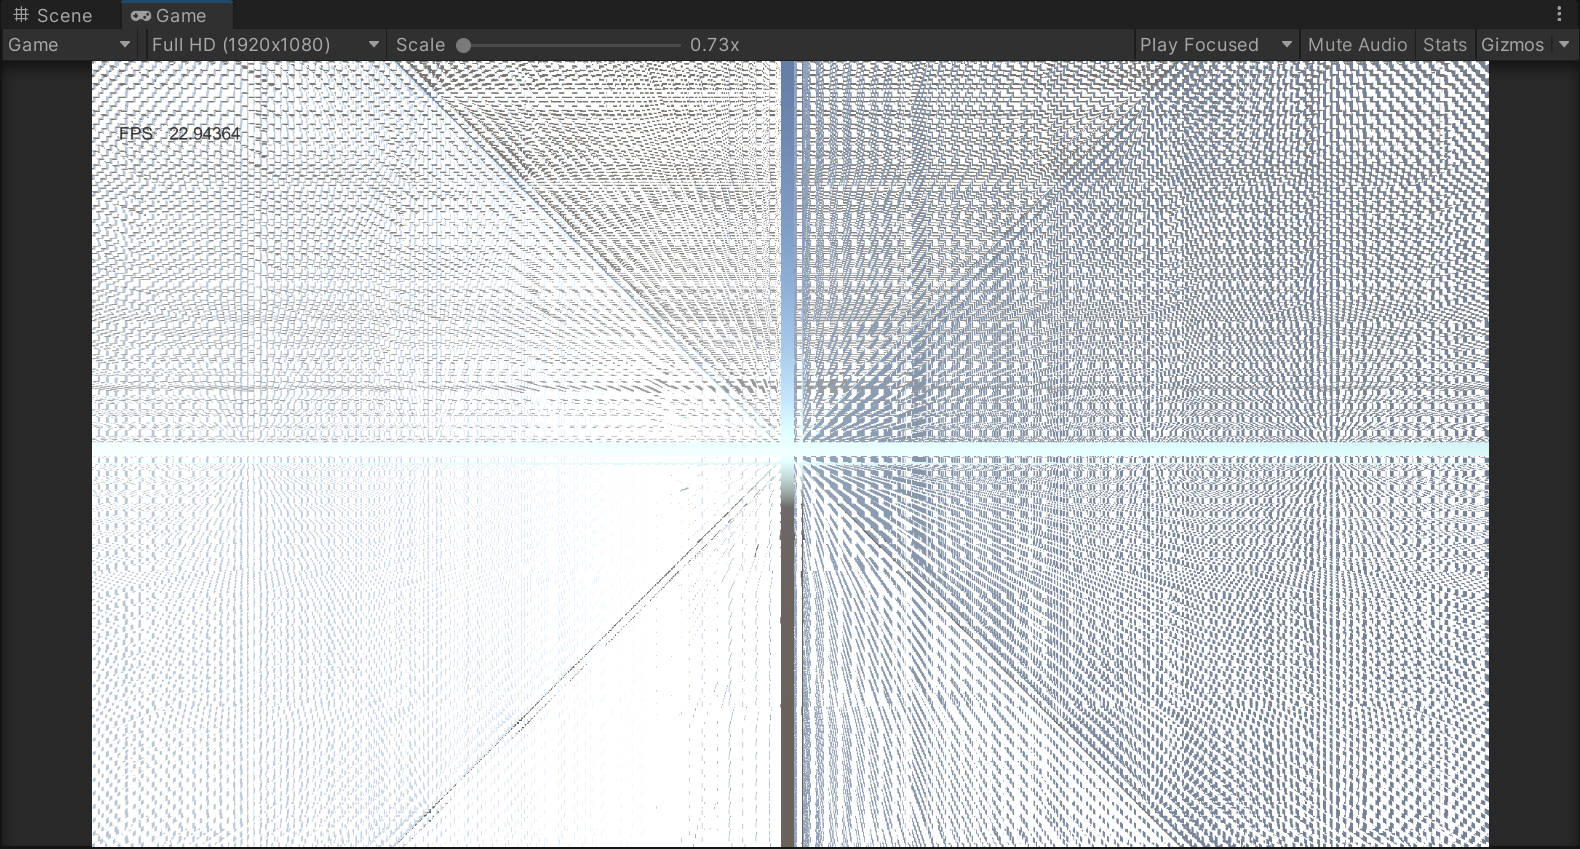 Scene Game
Game Full HD (1920x1080) Scale 0.73x Play Focused Mute Audio Stats Gizmos
FPS 22.94364